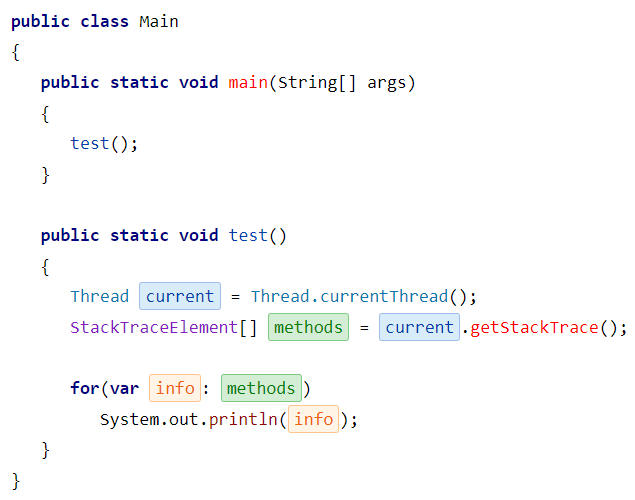 public class Main
{
public static void main(String[] args)
{
test();
}
public static void test()
{
Thread current = Thread.currentThread();
StackTraceElement[] methods = current.getStackTrace();
for(var info: methods)
System.out.println(info);
}
}